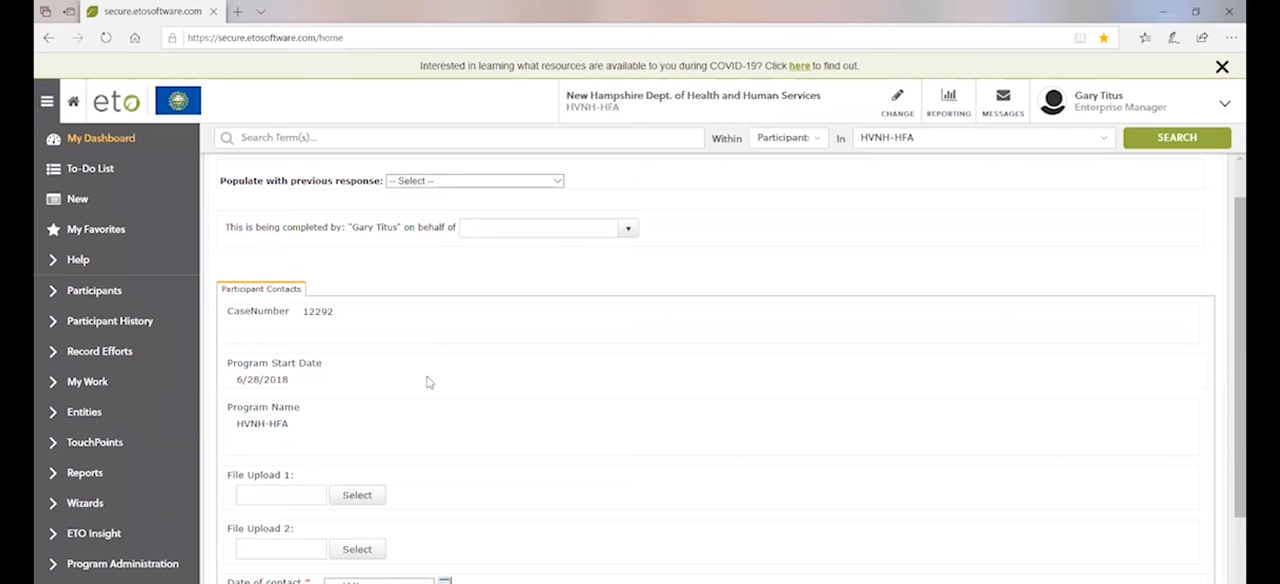 secure.etosoftware.com
https://secure.etosoftware.com/home
Interested in learning what resources are available to you during COVID-19? Click here to find out.
eto
New Hampshire Dept. of Health and Human Services
HVNH-HFA
CHANGE
REPORTING
MESSAGES
Gary Titus
Enterprise Manager
My Dashboard
Search Term(s)...
Within
Participant:
In
HVNH-HFA
SEARCH
To-Do List
New
My Favorites
Help
Participants
Participant History
Record Efforts
My Work
Entities
TouchPoints
Reports
Wizards
ETO Insight
Program Administration
Populate with previous response: -- Select --
This is being completed by: "Gary Titus" on behalf of
Participant Contacts
CaseNumber 12292
Program Start Date
6/28/2018
Program Name
HVNH-HFA
File Upload 1:
Select
File Upload 2:
Select
Date of contact *